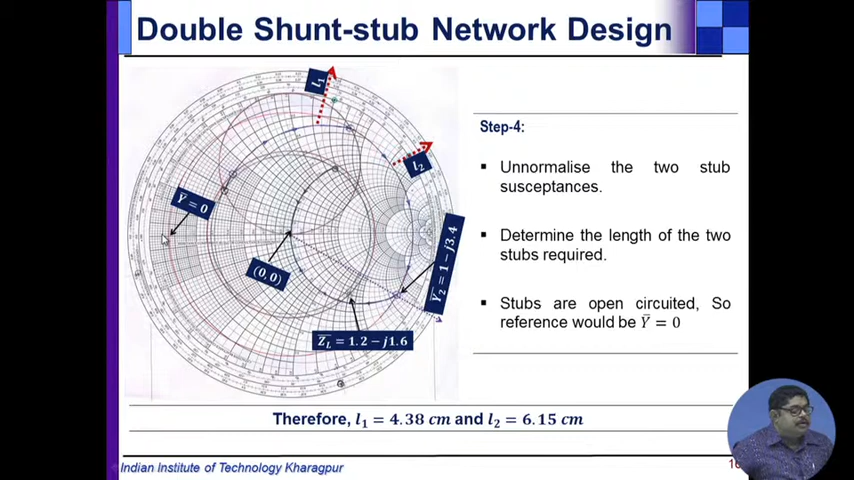 Double Shunt-stub Network Design
l₁
l₂
Ȳ = 0
(0, 0)
Ȳ₂ = 1 − j3.4
Z̄_L = 1.2 − j1.6
Step-4:
▪ Unnormalise the two stub
susceptances.
▪ Determine the length of the two
stubs required.
▪ Stubs are open circuited, So
reference would be Ȳ = 0
Therefore, l₁ = 4.38 cm and l₂ = 6.15 cm
Indian Institute of Technology Kharagpur